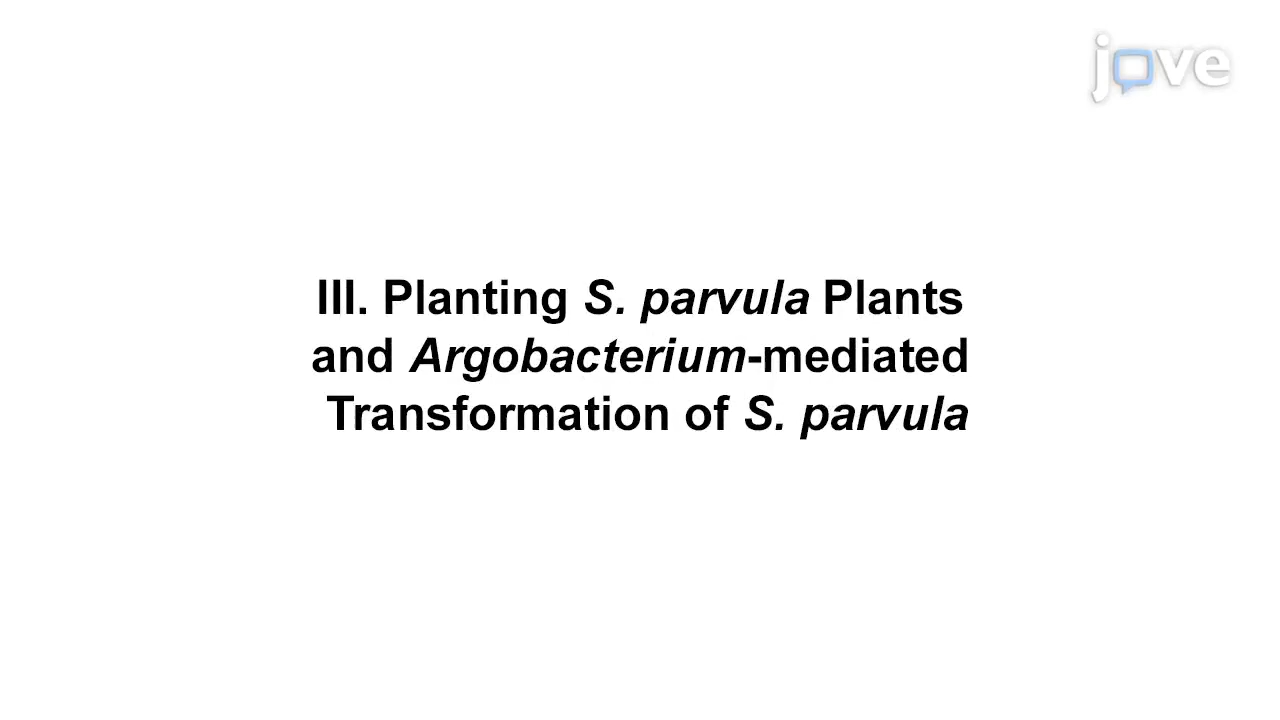 jove
III. Planting S. parvula Plants
and Argobacterium-mediated
Transformation of S. parvula